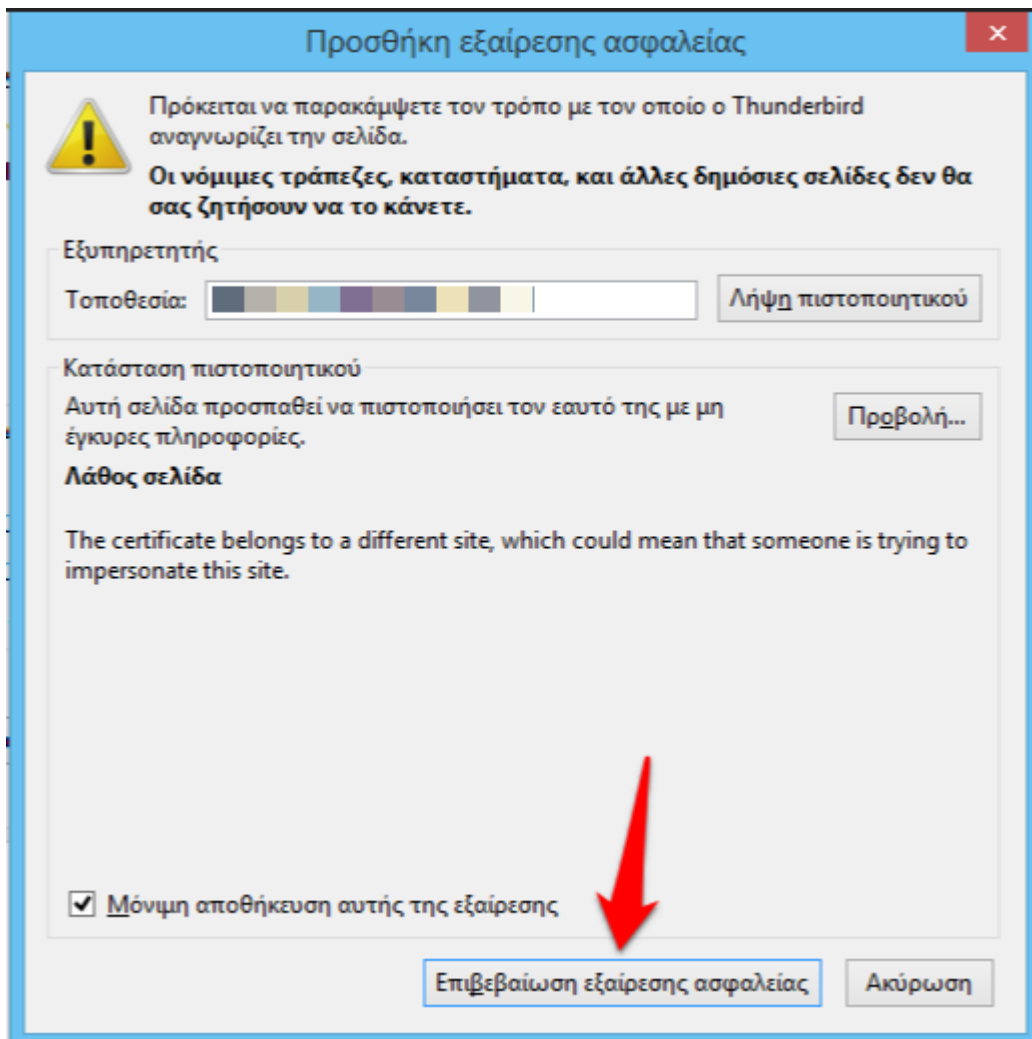 Προσθήκη εξαίρεσης ασφαλείας
Πρόκειται να παρακάμψετε τον τρόπο με τον οποίο ο Thunderbird
αναγνωρίζει την σελίδα.
Οι νόμιμες τράπεζες, καταστήματα, και άλλες δημόσιες σελίδες δεν θα
σας ζητήσουν να το κάνετε.
Εξυπηρετητής
Τοποθεσία:
Λήψη πιστοποιητικού
Κατάσταση πιστοποιητικού
Αυτή σελίδα προσπαθεί να πιστοποιήσει τον εαυτό της με μη
έγκυρες πληροφορίες.
Προβολή...
Λάθος σελίδα
The certificate belongs to a different site, which could mean that someone is trying to
impersonate this site.
Μόνιμη αποθήκευση αυτής της εξαίρεσης
Επιβεβαίωση εξαίρεσης ασφαλείας
Ακύρωση